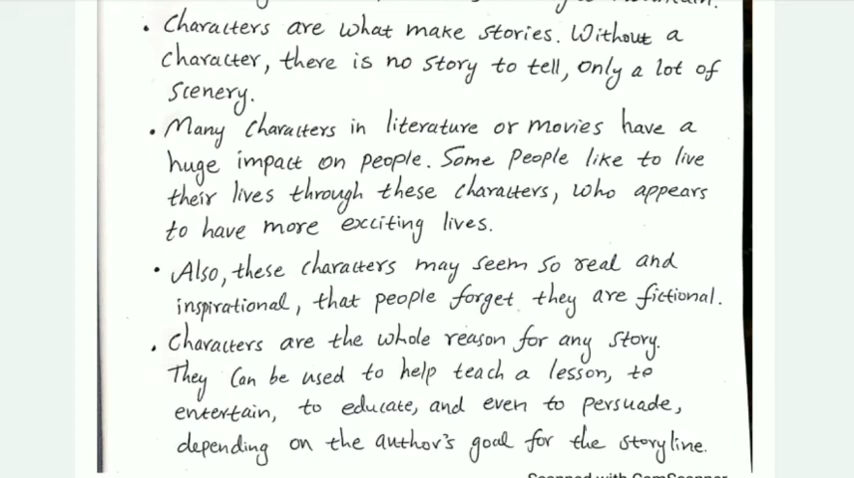 • Characters are what make stories. Without a
character, there is no story to tell, only a lot of
scenery.
• Many characters in literature or movies have a
huge impact on people. Some people like to live
their lives through these characters, who appears
to have more exciting lives.
• Also, these characters may seem so real and
inspirational, that people forget they are fictional.
• Characters are the whole reason for any story.
They can be used to help teach a lesson, to
entertain, to educate, and even to persuade,
depending on the author's goal for the storyline.
Scanned with CamScanner